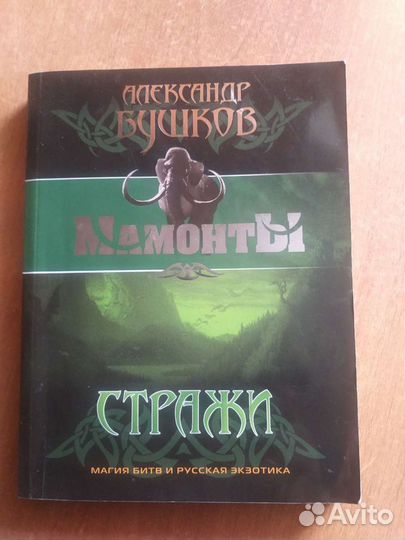 АЛЕКСАНДР
БУШКОВ
МАМОНТЫ
СТРАЖИ
МАГИЯ БИТВ И РУССКАЯ ЭКЗОТИКА
Avito